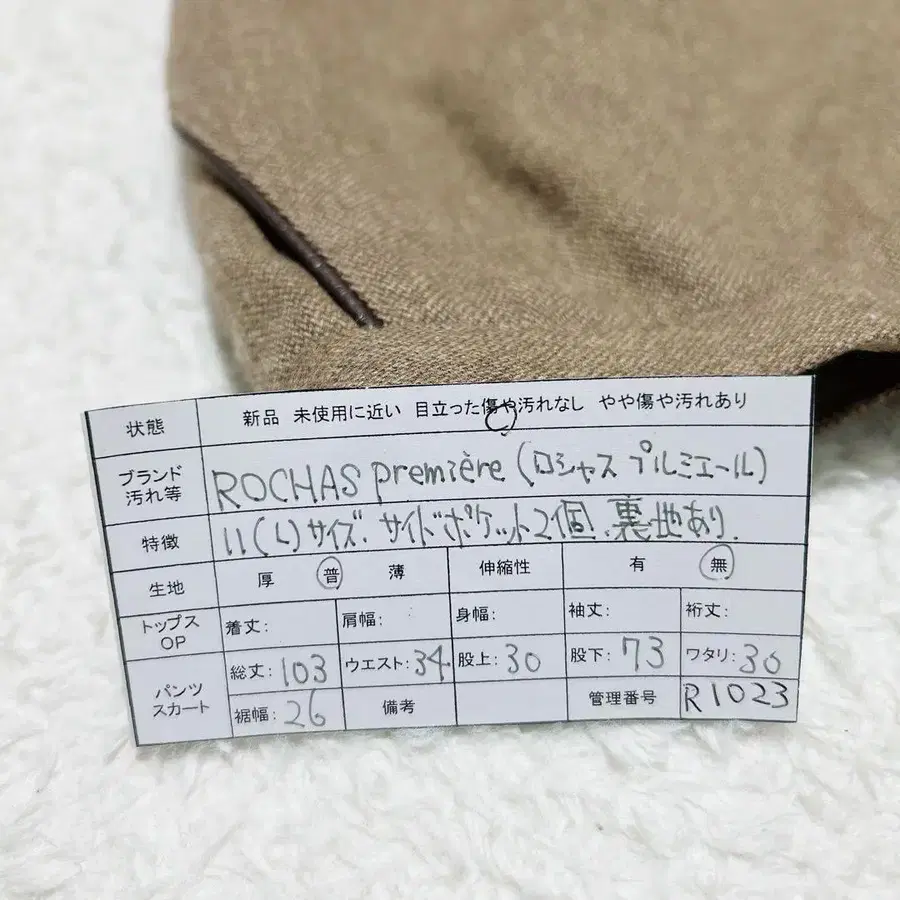 状態 新品 未使用に近い 目立った傷や汚れなし やや傷や汚れあり
ブランド 汚れ等 ROCHAS première (ロシャス プルミエール)
特徴 11(L)サイズ、サイドポケット2個、裏地あり.
生地 厚 普 薄 伸縮性 有 無
トップス OP 着丈: 肩幅: 身幅: 袖丈: 裄丈:
パンツ スカート 総丈: 103 ウエスト: 34 股上: 30 股下: 73 ワタリ: 30
裾幅: 26 備考 管理番号 R1023